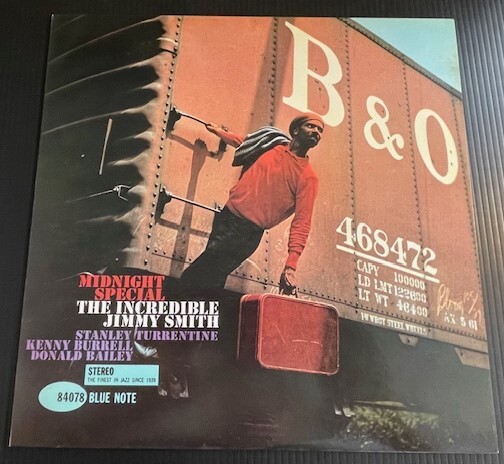 B & O
468472
CAPY 100000
LD LMT 122600
LT WT 46400
MIDNIGHT
SPECIAL
THE INCREDIBLE
JIMMY SMITH
STANLEY TURRENTINE
KENNY BURRELL
DONALD BAILEY
STEREO
THE FINEST IN JAZZ SINCE 1939
84078 BLUE NOTE